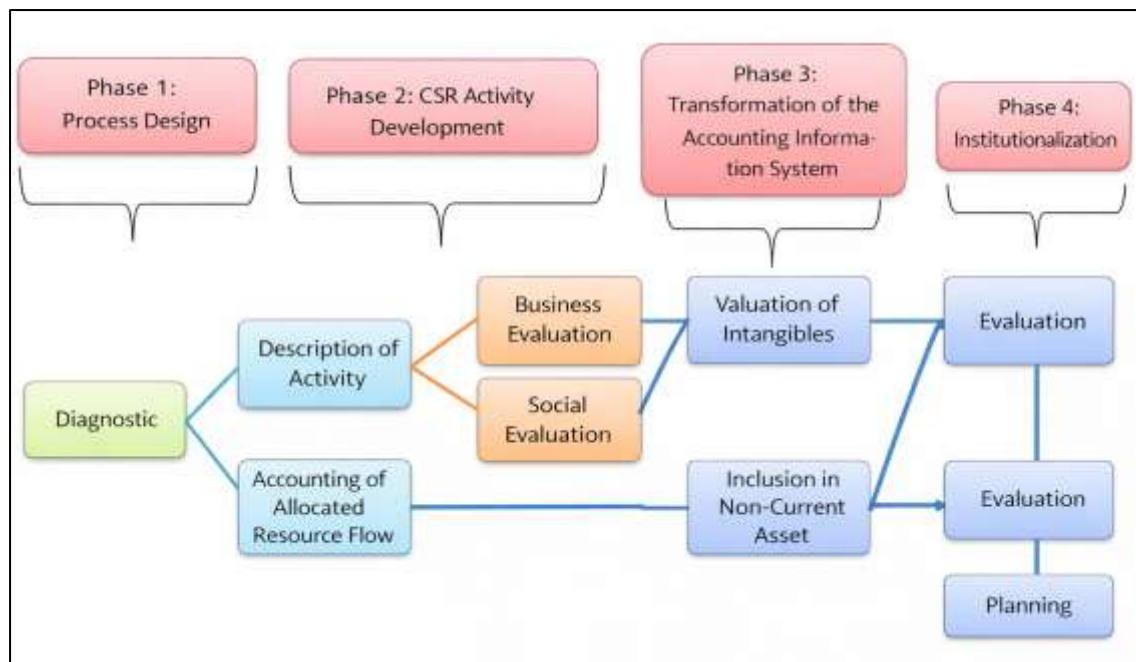 Phase 1:
Process Design
Phase 2: CSR Activity
Development
Phase 3:
Transformation of the
Accounting Informa-
tion System
Phase 4:
Institutionalization
Diagnostic
Description of
Activity
Accounting of
Allocated
Resource Flow
Business
Evaluation
Social
Evaluation
Valuation of
Intangibles
Inclusion in
Non-Current
Asset
Evaluation
Evaluation
Planning